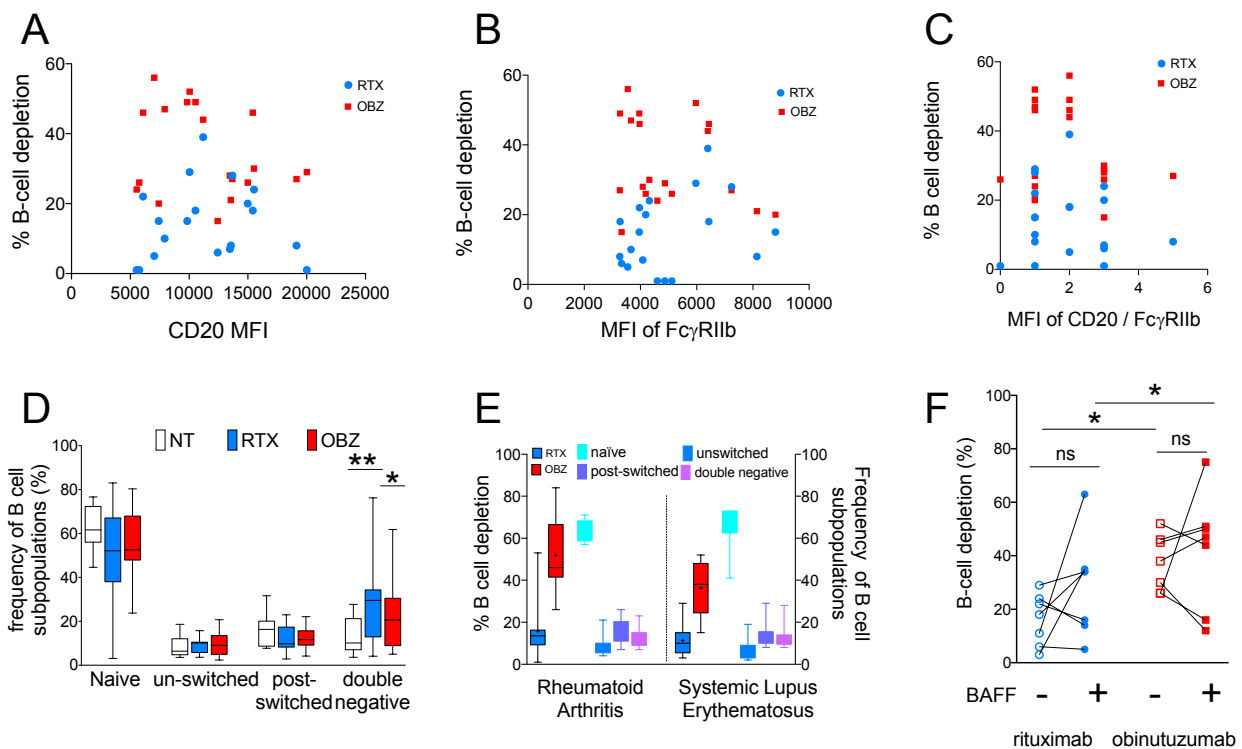 A
% B-cell depletion
60
40
20
0
0 5000 10000 15000 20000 25000
CD20 MFI
RTX
OBZ
B
% B-cell depletion
60
40
20
0
0 2000 4000 6000 8000 10000
MFI of FcγRIIb
RTX
OBZ
C
% B cell depletion
60
40
20
0
0 2 4 6
MFI of CD20 / FcγRIIb
RTX
OBZ
D
frequency of B cell
subpopulations (%)
100
80
60
40
20
0
NT RTX OBZ
**
*
Naive un-switched post-switched double negative
E
% B cell depletion
100
80
60
40
20
0
RTX naïve unswitched
OBZ post-switched double negative
100
80
60
40
20
0
Frequency of B cell
subpopulations
Rheumatoid
Arthritis
Systemic Lupus
Erythematosus
F
B-cell depletion (%)
100
80
60
40
20
0
*
*
ns
ns
BAFF - + - +
rituximab obinutuzumab